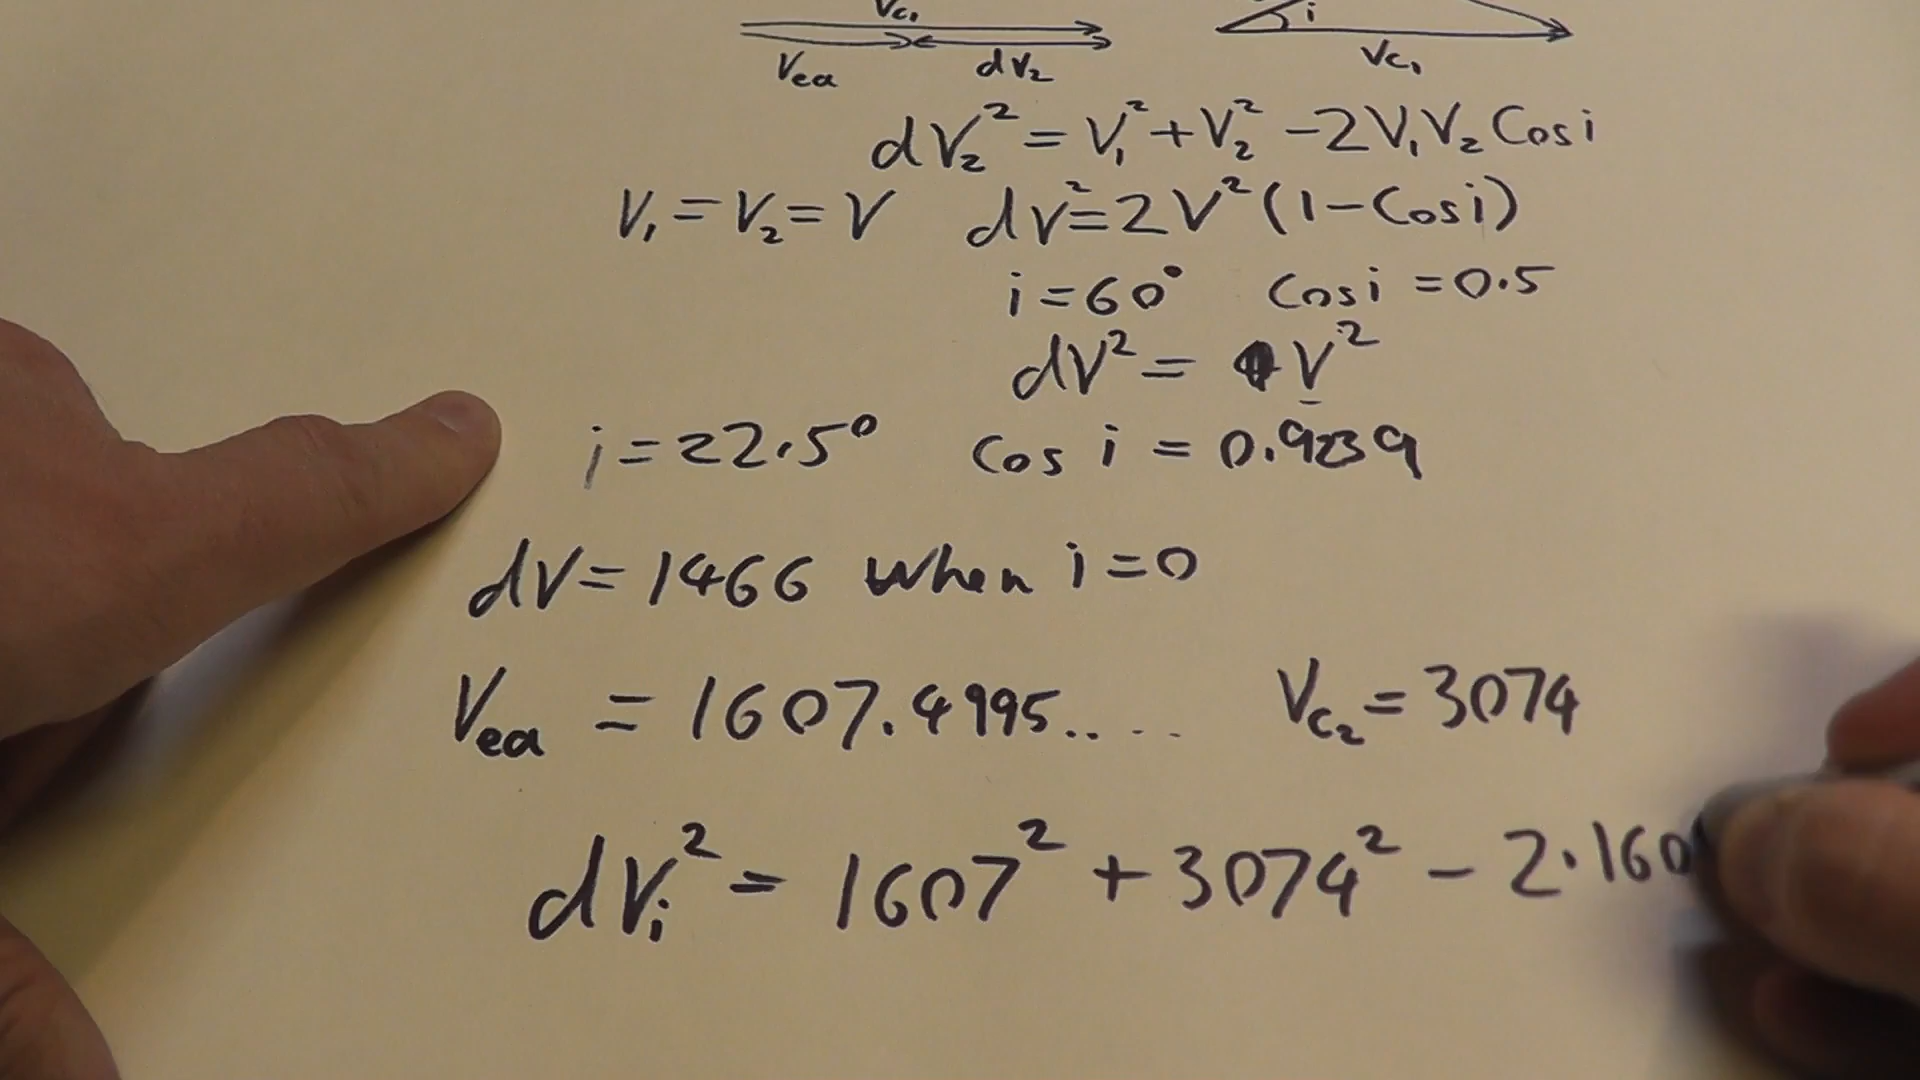 Vc₁ i
Vea dV₂ Vc₁
dV₂² = V₁² + V₂² - 2V₁V₂ Cos i
V₁ = V₂ = V dV² = 2V² (1 - Cos i)
i = 60° Cos i = 0.5
dV² = V²
i = 22.5° Cos i = 0.9239
dV = 1466 when i = 0
Vea = 1607.4995..... Vc₂ = 3074
dVi² = 1607² + 3074² - 2.160